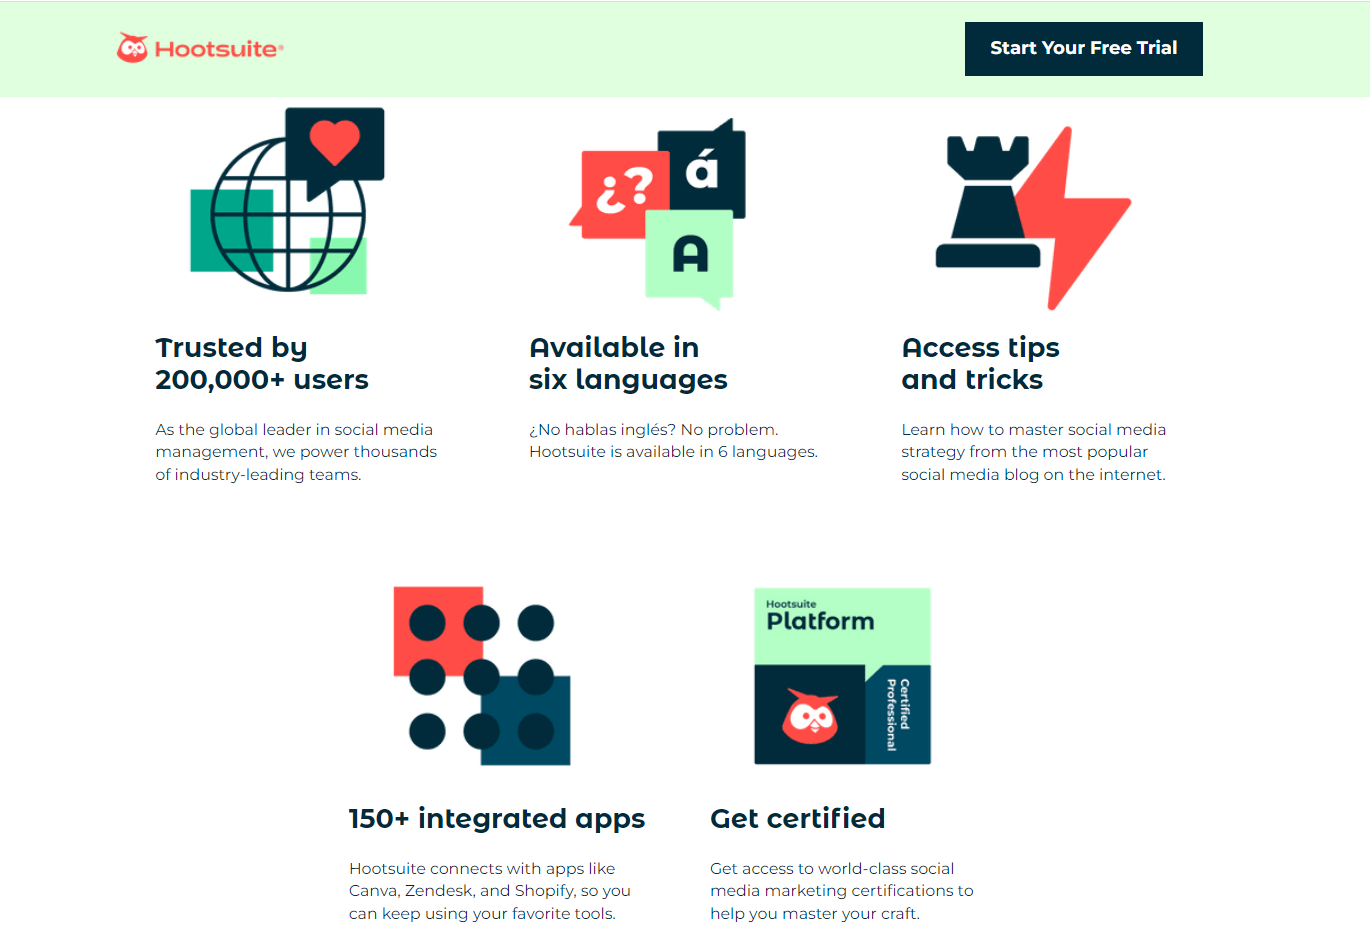 Hootsuite®
Start Your Free Trial
¿?
á
A
Trusted by
200,000+ users
As the global leader in social media
management, we power thousands
of industry-leading teams.
Available in
six languages
¿No hablas inglés? No problem.
Hootsuite is available in 6 languages.
Access tips
and tricks
Learn how to master social media
strategy from the most popular
social media blog on the internet.
Hootsuite
Platform
Certified
Professional
150+ integrated apps
Hootsuite connects with apps like
Canva, Zendesk, and Shopify, so you
can keep using your favorite tools.
Get certified
Get access to world-class social
media marketing certifications to
help you master your craft.